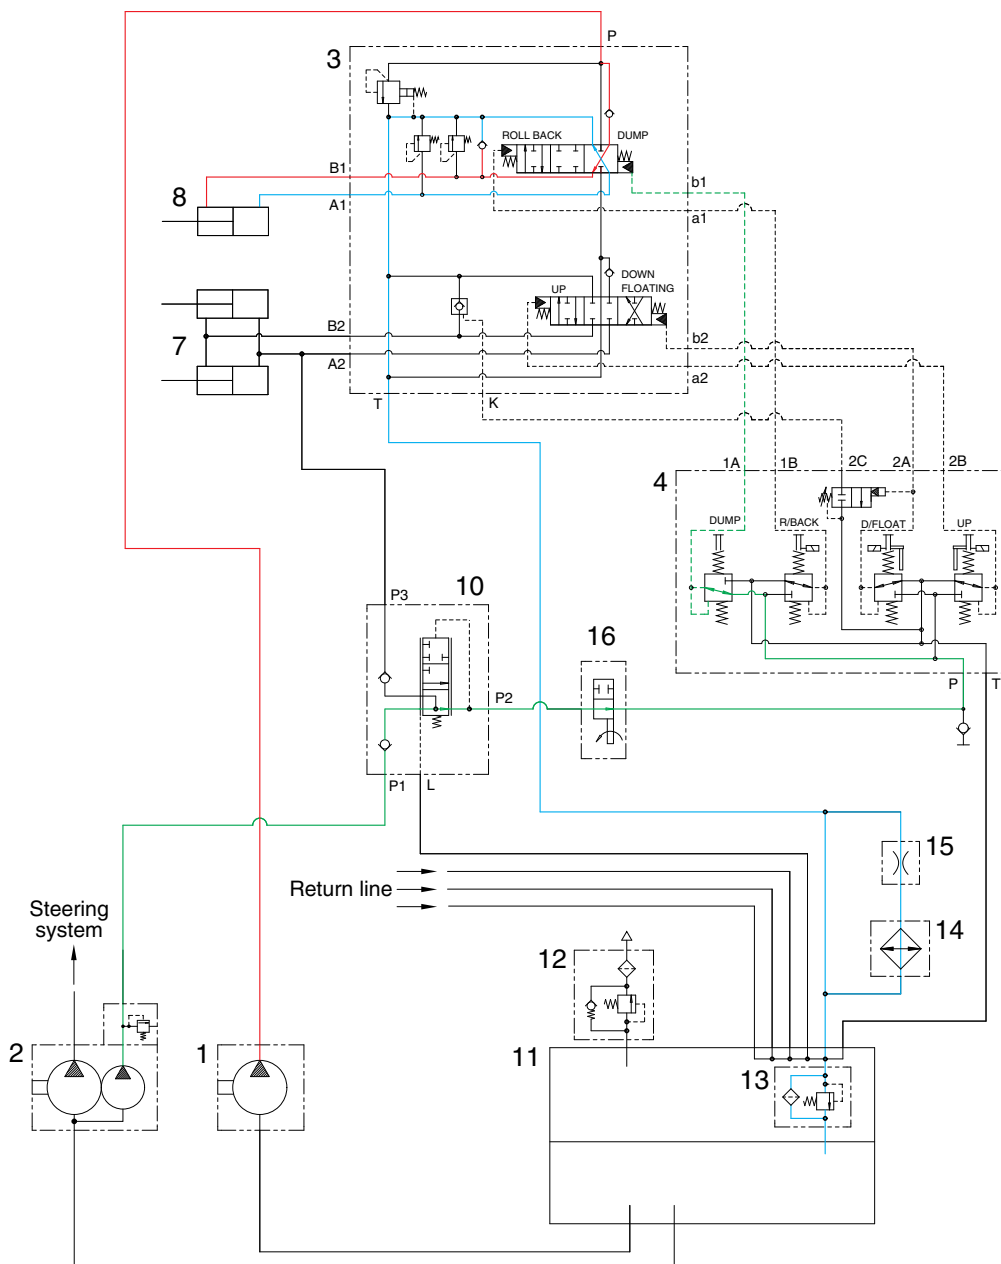 P
3
ROLL BACK
DUMP
B1
b1
8
A1
a1
UP
DOWN
FLOATING
B2
b2
7
A2
a2
T
K
1A
1B
2C
2A
2B
4
DUMP
R/BACK
D/FLOAT
UP
10
P3
16
P2
P
T
P1
L
15
Return line
Steering
system
14
12
2
1
11
13